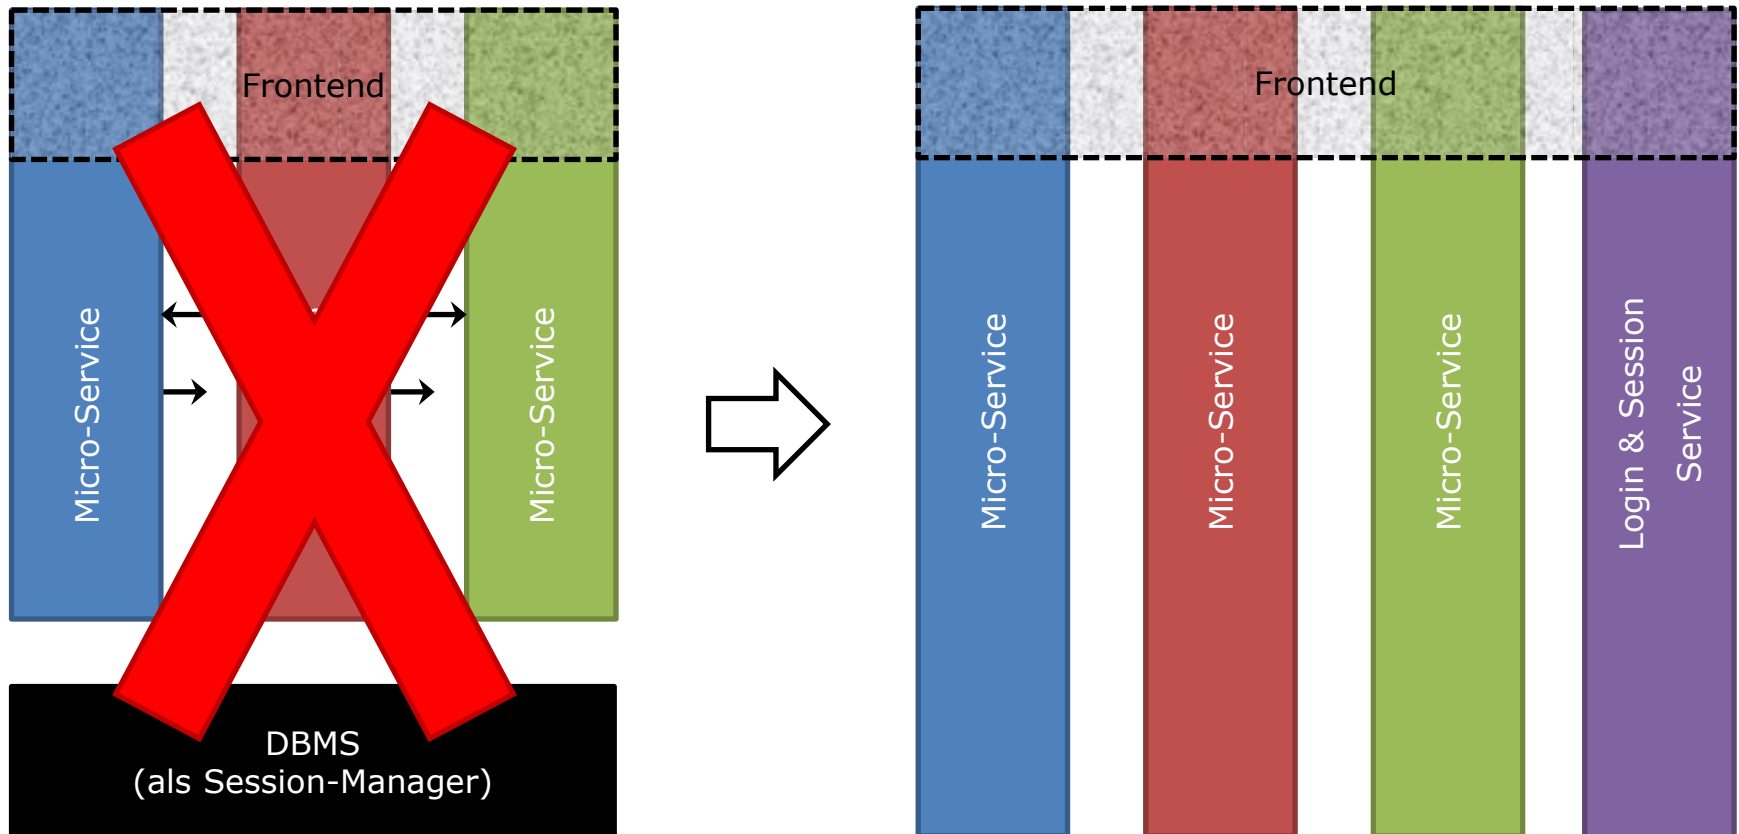 Frontend
Micro-Service
Micro-Service
DBMS
(als Session-Manager)
Frontend
Micro-Service
Micro-Service
Micro-Service
Login & Session
Service